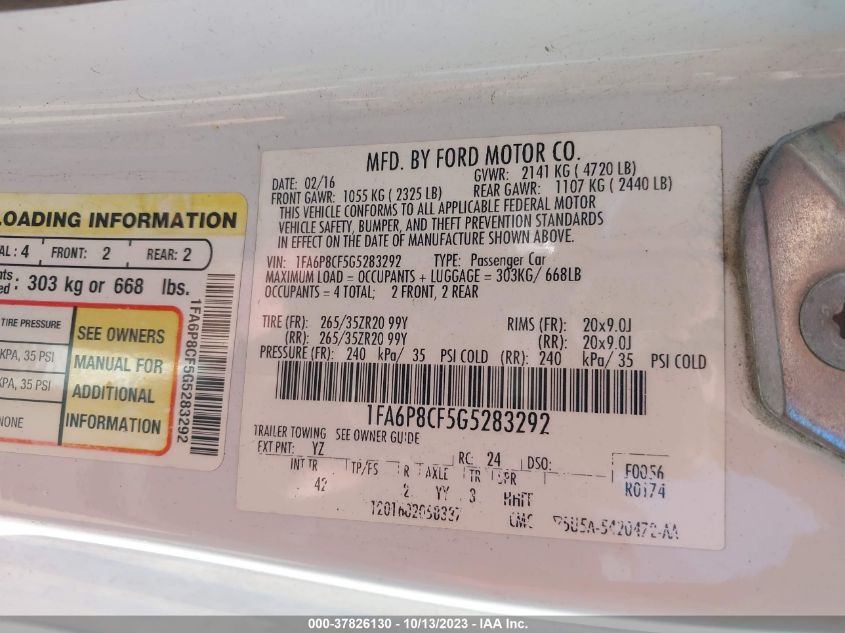 LOADING INFORMATION
AL : 4 FRONT: 2 REAR: 2
nts
ed : 303 kg or 668 lbs.
TIRE PRESSURE
KPA, 35 PSI
KPA, 35 PSI
NONE
SEE OWNERS
MANUAL FOR
ADDITIONAL
INFORMATION
1FA6P8CF5G5283292
MFD. BY FORD MOTOR CO.
DATE: 02/16 GVWR: 2141 KG ( 4720 LB)
FRONT GAWR: 1055 KG ( 2325 LB) REAR GAWR: 1107 KG ( 2440 LB)
THIS VEHICLE CONFORMS TO ALL APPLICABLE FEDERAL MOTOR
VEHICLE SAFETY, BUMPER, AND THEFT PREVENTION STANDARDS
IN EFFECT ON THE DATE OF MANUFACTURE SHOWN ABOVE.
VIN: 1FA6P8CF5G5283292 TYPE: Passenger Car
MAXIMUM LOAD = OCCUPANTS + LUGGAGE = 303KG/ 668LB
OCCUPANTS = 4 TOTAL; 2 FRONT, 2 REAR
TIRE (FR): 265/35ZR20 99Y RIMS (FR): 20x9.0J
(RR): 265/35ZR20 99Y (RR): 20x9.0J
PRESSURE (FR): 240 kPa/ 35 PSI COLD (RR): 240 kPa/ 35 PSI COLD
1FA6P8CF5G5283292
TRAILER TOWING SEE OWNER GUIDE
EXT PNT: YZ RC: 24 DSO:
INT TR TP/PS R AXLE TR SPR F0056
42 2 YY 3 HHFF R0174
CMC
000-37826130 - 10/13/2023 - IAA Inc.